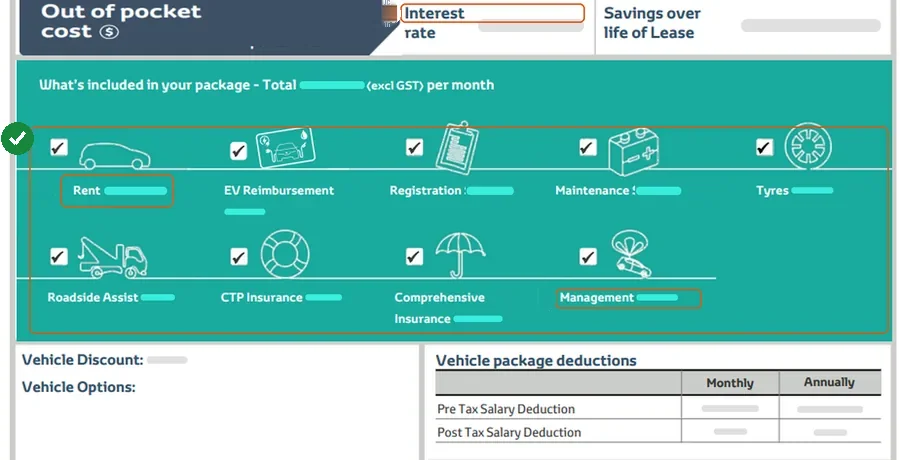 Out of pocket
cost $
Interest
rate
Savings over
life of Lease
What's included in your package - Total (excl GST) per month
Rent
EV Reimbursement
Registration
Maintenance
Tyres
Roadside Assist
CTP Insurance
Comprehensive
Insurance
Management
Vehicle Discount:
Vehicle Options:
Vehicle package deductions
Monthly Annually
Pre Tax Salary Deduction
Post Tax Salary Deduction